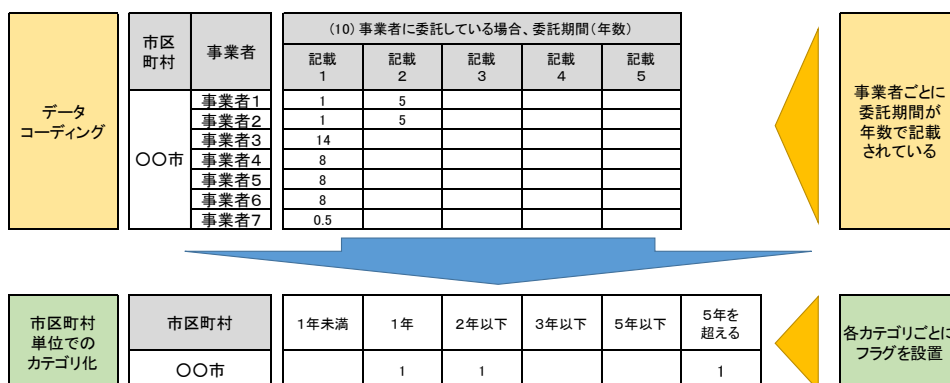 データ
コーディング
市区
町村
事業者
(10) 事業者に委託している場合、委託期間(年数)
記載
1
記載
2
記載
3
記載
4
記載
5
〇〇市
事業者1 1 5
事業者2 1 5
事業者3 14
事業者4 8
事業者5 8
事業者6 8
事業者7 0.5
事業者ごとに
委託期間が
年数で記載
されている
市区町村
単位での
カテゴリ化
市区町村 1年未満 1年 2年以下 3年以下 5年以下 5年を
超える
〇〇市 1 1 1
各カテゴリごとに
フラグを設置